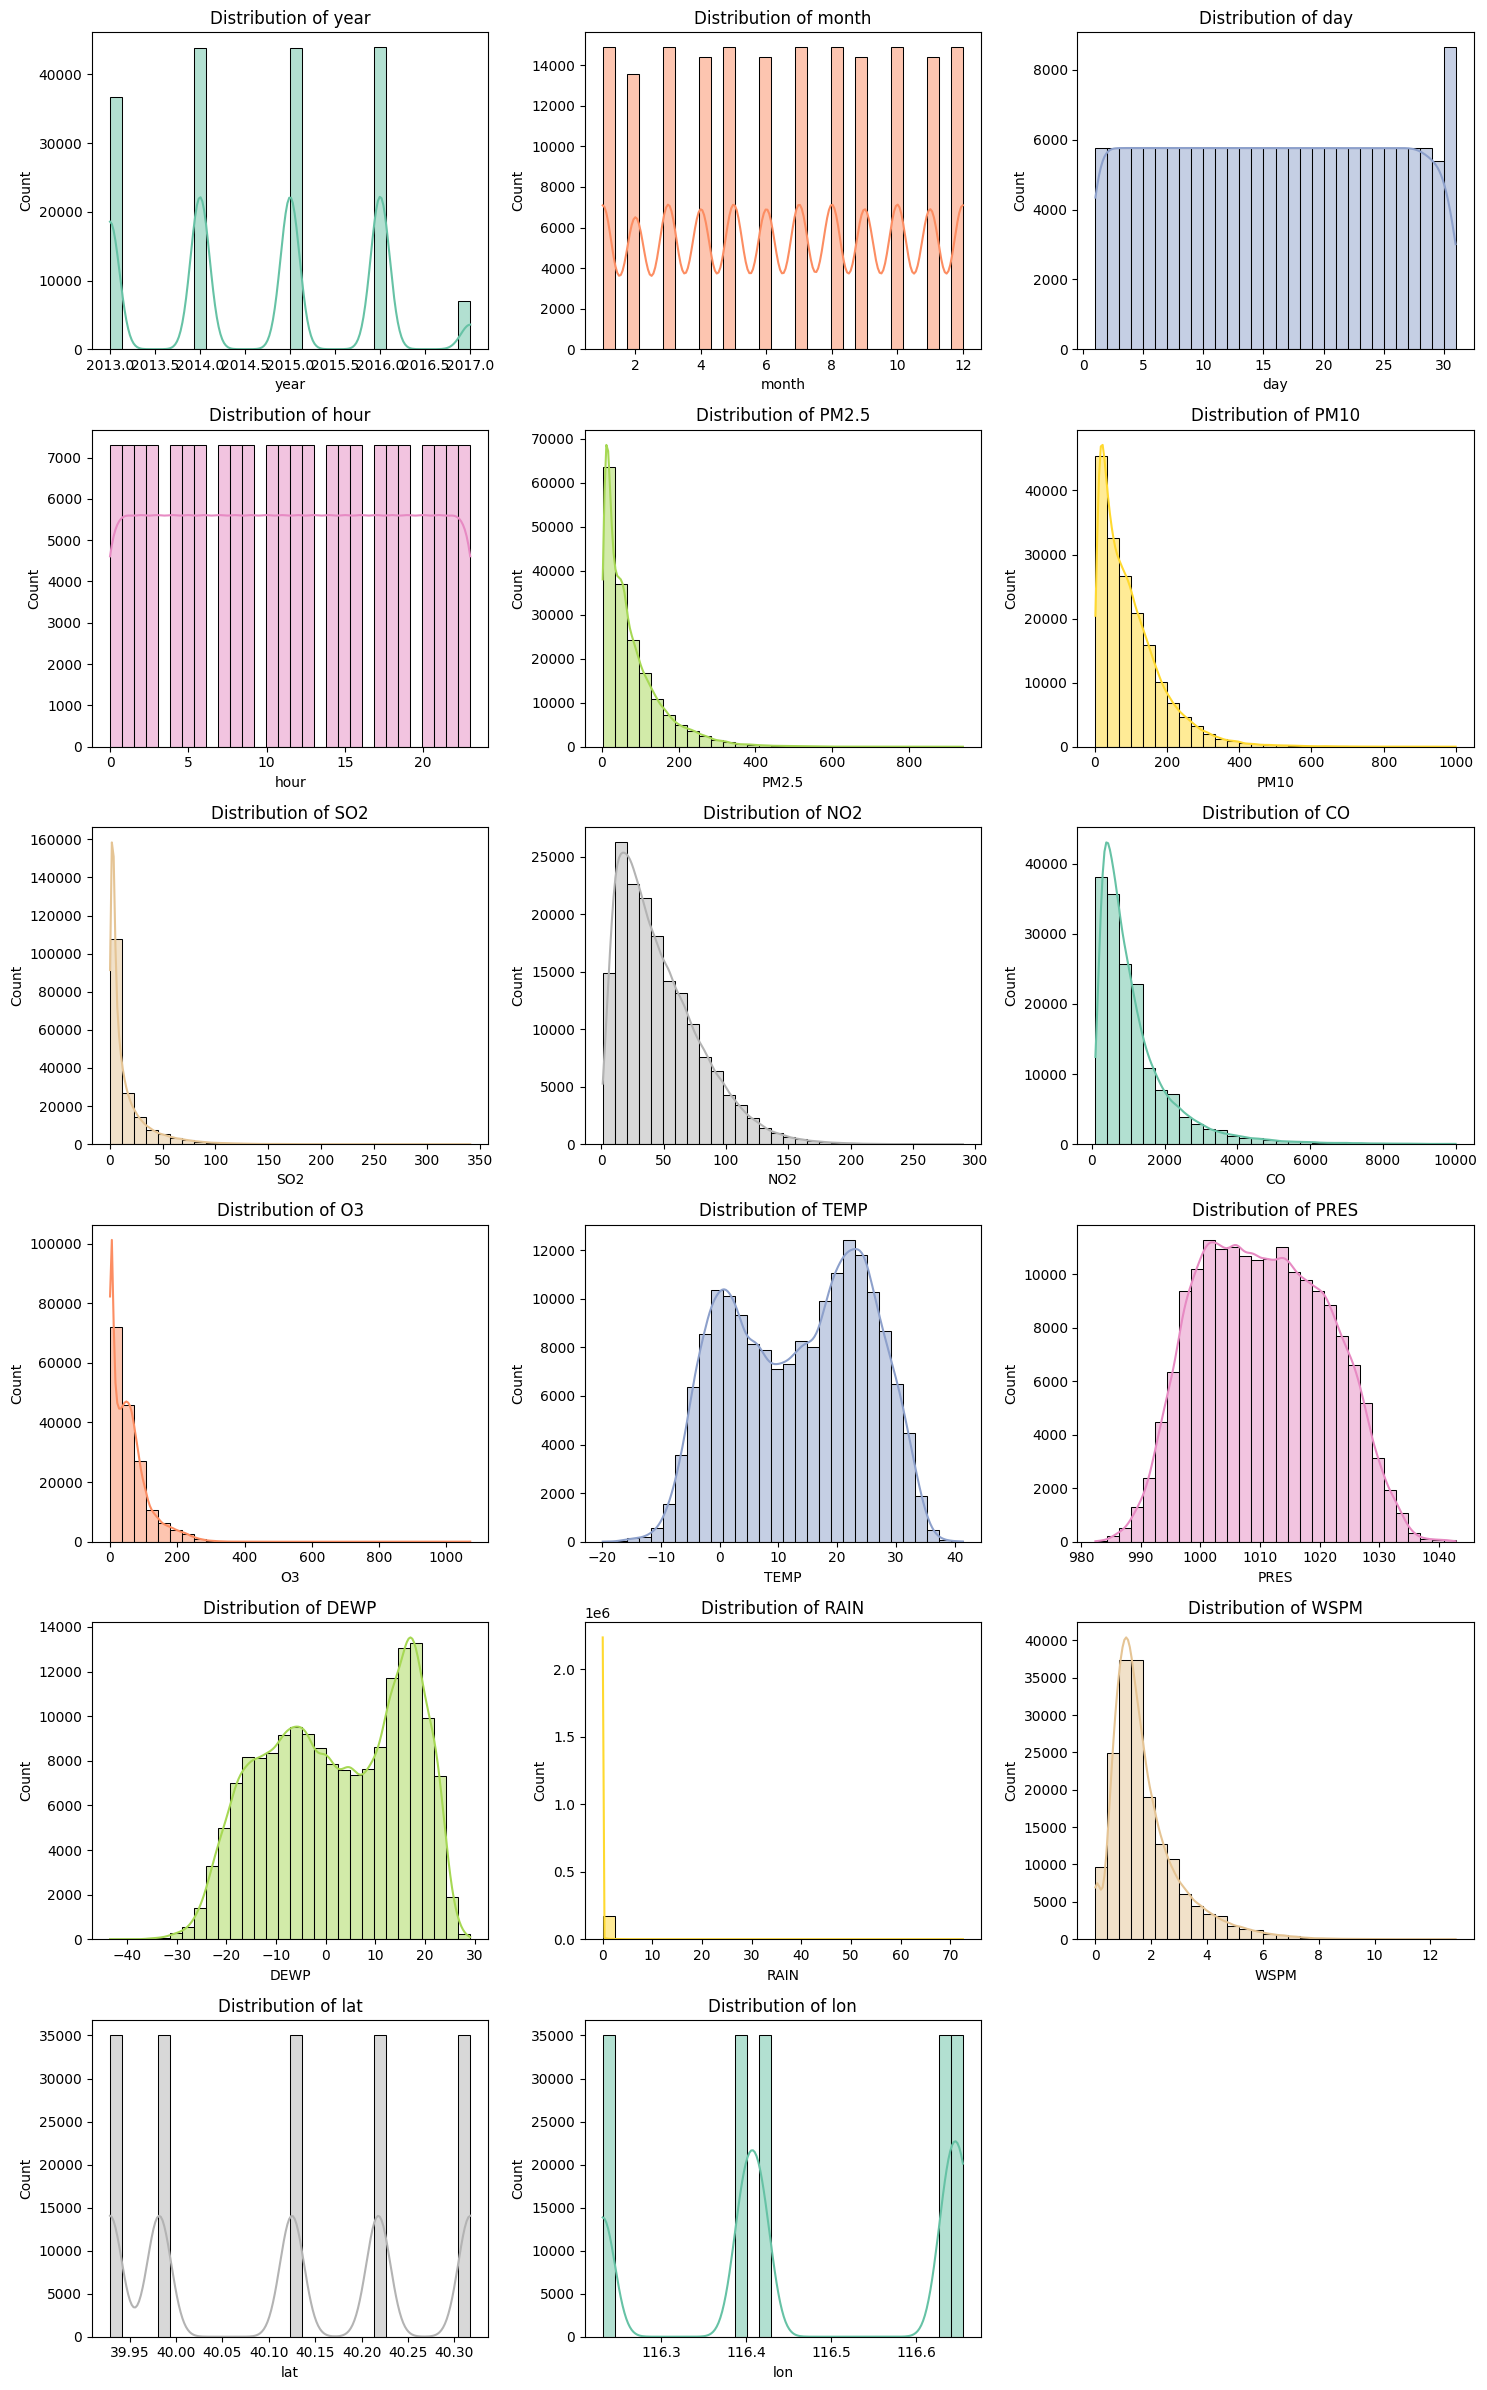 Distribution of year
Distribution of month
Distribution of day
Count
40000
30000
20000
10000
0
2013.0 2013.5 2014.0 2014.5 2015.0 2015.5 2016.0 2016.5 2017.0
year
Count
14000
12000
10000
8000
6000
4000
2000
0
2 4 6 8 10 12
month
Count
8000
6000
4000
2000
0
0 5 10 15 20 25 30
day
Distribution of hour
Distribution of PM2.5
Distribution of PM10
Count
7000
6000
5000
4000
3000
2000
1000
0
0 5 10 15 20
hour
Count
70000
60000
50000
40000
30000
20000
10000
0
0 200 400 600 800
PM2.5
Count
40000
30000
20000
10000
0
0 200 400 600 800 1000
PM10
Distribution of SO2
Distribution of NO2
Distribution of CO
Count
160000
140000
120000
100000
80000
60000
40000
20000
0
0 50 100 150 200 250 300 350
SO2
Count
25000
20000
15000
10000
5000
0
0 50 100 150 200 250 300
NO2
Count
40000
30000
20000
10000
0
0 2000 4000 6000 8000 10000
CO
Distribution of O3
Distribution of TEMP
Distribution of PRES
Count
100000
80000
60000
40000
20000
0
0 200 400 600 800 1000
O3
Count
12000
10000
8000
6000
4000
2000
0
−20 −10 0 10 20 30 40
TEMP
Count
10000
8000
6000
4000
2000
0
980 990 1000 1010 1020 1030 1040
PRES
Distribution of DEWP
Distribution of RAIN
Distribution of WSPM
Count
14000
12000
10000
8000
6000
4000
2000
0
−40 −30 −20 −10 0 10 20 30
DEWP
1e6
Count
2.0
1.5
1.0
0.5
0.0
0 10 20 30 40 50 60 70
RAIN
Count
40000
35000
30000
25000
20000
15000
10000
5000
0
0 2 4 6 8 10 12
WSPM
Distribution of lat
Distribution of lon
Count
35000
30000
25000
20000
15000
10000
5000
0
39.95 40.00 40.05 40.10 40.15 40.20 40.25 40.30
lat
Count
35000
30000
25000
20000
15000
10000
5000
0
116.3 116.4 116.5 116.6
lon